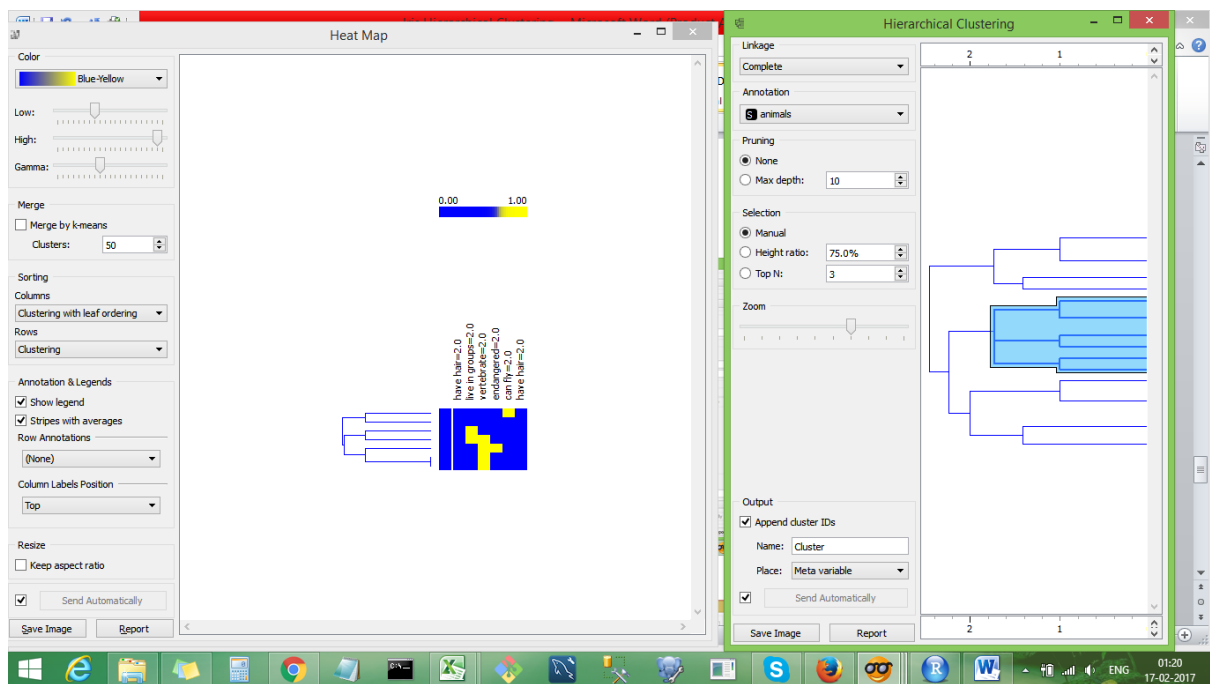 Heat Map
Color
Blue-Yellow
Low:
High:
Gamma:
Merge
Merge by k-means
Clusters:
50
Sorting
Columns
Clustering with leaf ordering
Rows
Clustering
Annotation & Legends
Show legend
Stripes with averages
Row Annotations
(None)
Column Labels Position
Top
Resize
Keep aspect ratio
Send Automatically
Save Image
Report
0.00
1.00
have hair=2.0
live in groups=2.0
vertebrate=2.0
endangered=2.0
can fly=2.0
have hair=2.0
Hierarchical Clustering
Linkage
Complete
Annotation
S animals
Pruning
None
Max depth:
10
Selection
Manual
Height ratio:
75.0%
Top N:
3
Zoom
Output
Append cluster IDs
Name:
Cluster
Place:
Meta variable
Send Automatically
Save Image
Report
2
1
2
1
ENG
01:20
17-02-2017